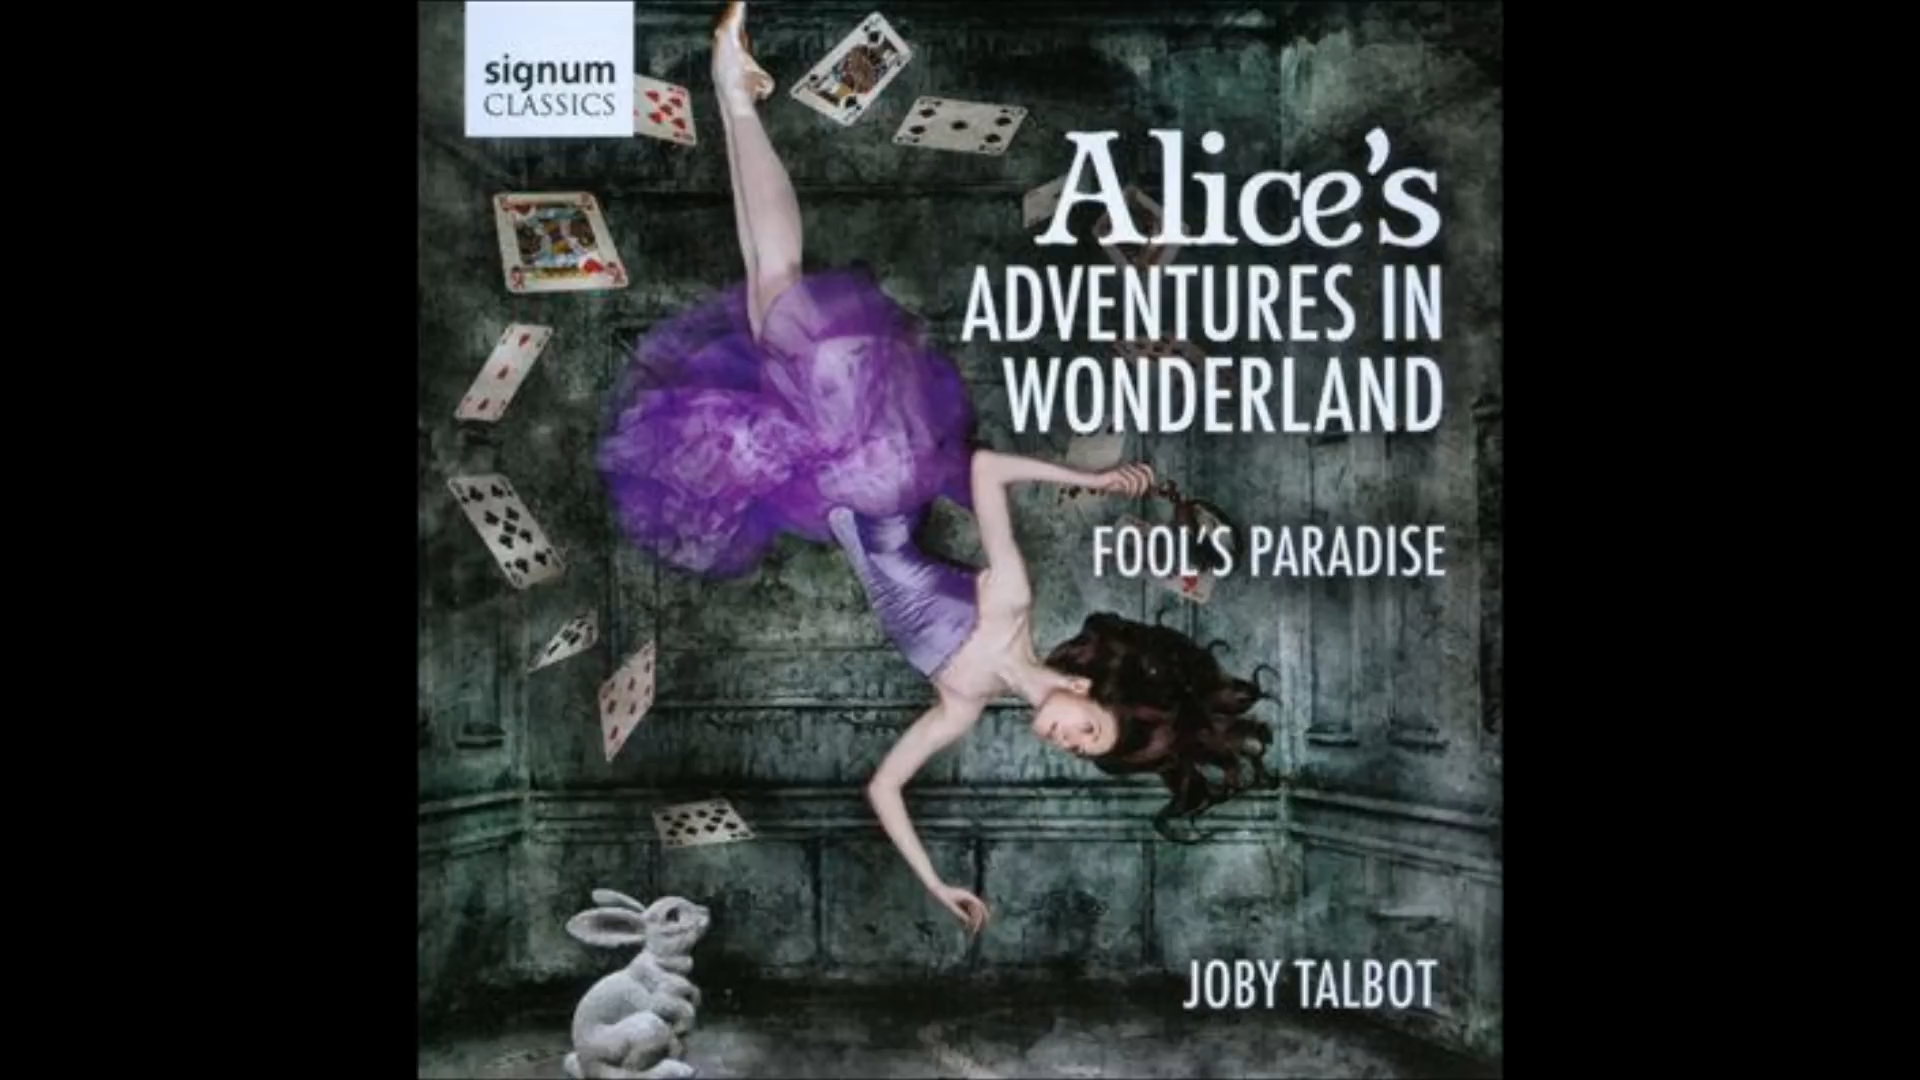 signum
CLASSICS
Alice's
ADVENTURES IN
WONDERLAND
FOOL'S PARADISE
JOBY TALBOT